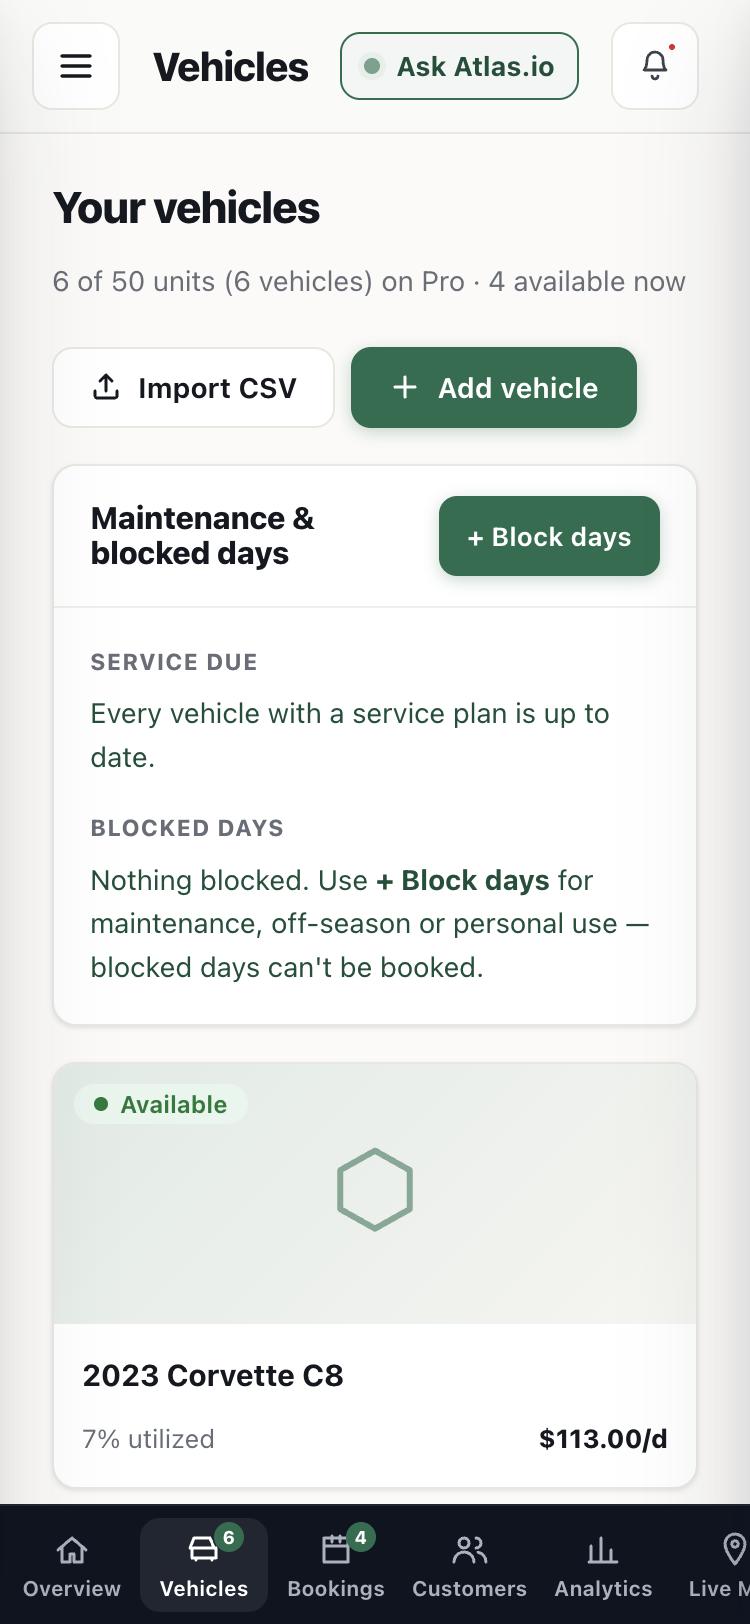 Vehicles
Ask Atlas.io
Your vehicles
6 of 50 units (6 vehicles) on Pro · 4 available now
Import CSV
+ Add vehicle
Maintenance &
blocked days
+ Block days
SERVICE DUE
Every vehicle with a service plan is up to
date.
BLOCKED DAYS
Nothing blocked. Use + Block days for
maintenance, off-season or personal use —
blocked days can't be booked.
Available
2023 Corvette C8
7% utilized
$113.00/d
6
4
Overview
Vehicles
Bookings
Customers
Analytics
Live M